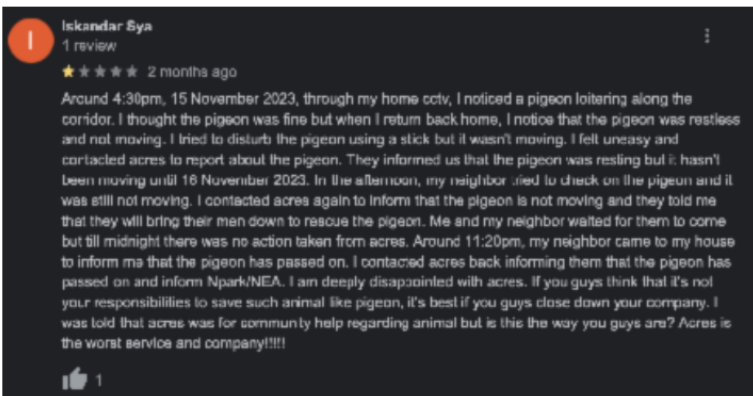 I
Iskandar Sya
1 review
2 months ago
Around 4:30pm, 15 November 2023, through my home cctv, I noticed a pigeon loitering along the
corridor. I thought the pigeon was fine but when I return back home, I notice that the pigeon was restless
and not moving. I tried to disturb the pigeon using a stick but it wasn't moving. I felt uneasy and
contacted acres to report about the pigeon. They informed us that the pigeon was resting but it hasn't
been moving until 16 November 2023. In the afternoon, my neighbor tried to check on the pigeon and it
was still not moving. I contacted acres again to inform that the pigeon is not moving and they told me
that they will bring their men down to rescue the pigeon. Me and my neighbor waited for them to come
but till midnight there was no action taken from acres. Around 11:20pm, my neighbor came to my house
to inform me that the pigeon has passed on. I contacted acres back informing them that the pigeon has
passed on and inform Npark/NEA. I am deeply disappointed with acres. If you guys think that it's not
your responsibilities to save such animal like pigeon, it's best if you guys close down your company. I
was told that acres was for community help regarding animal but is this the way you guys are? Acres is
the worst service and company!!!!!
1